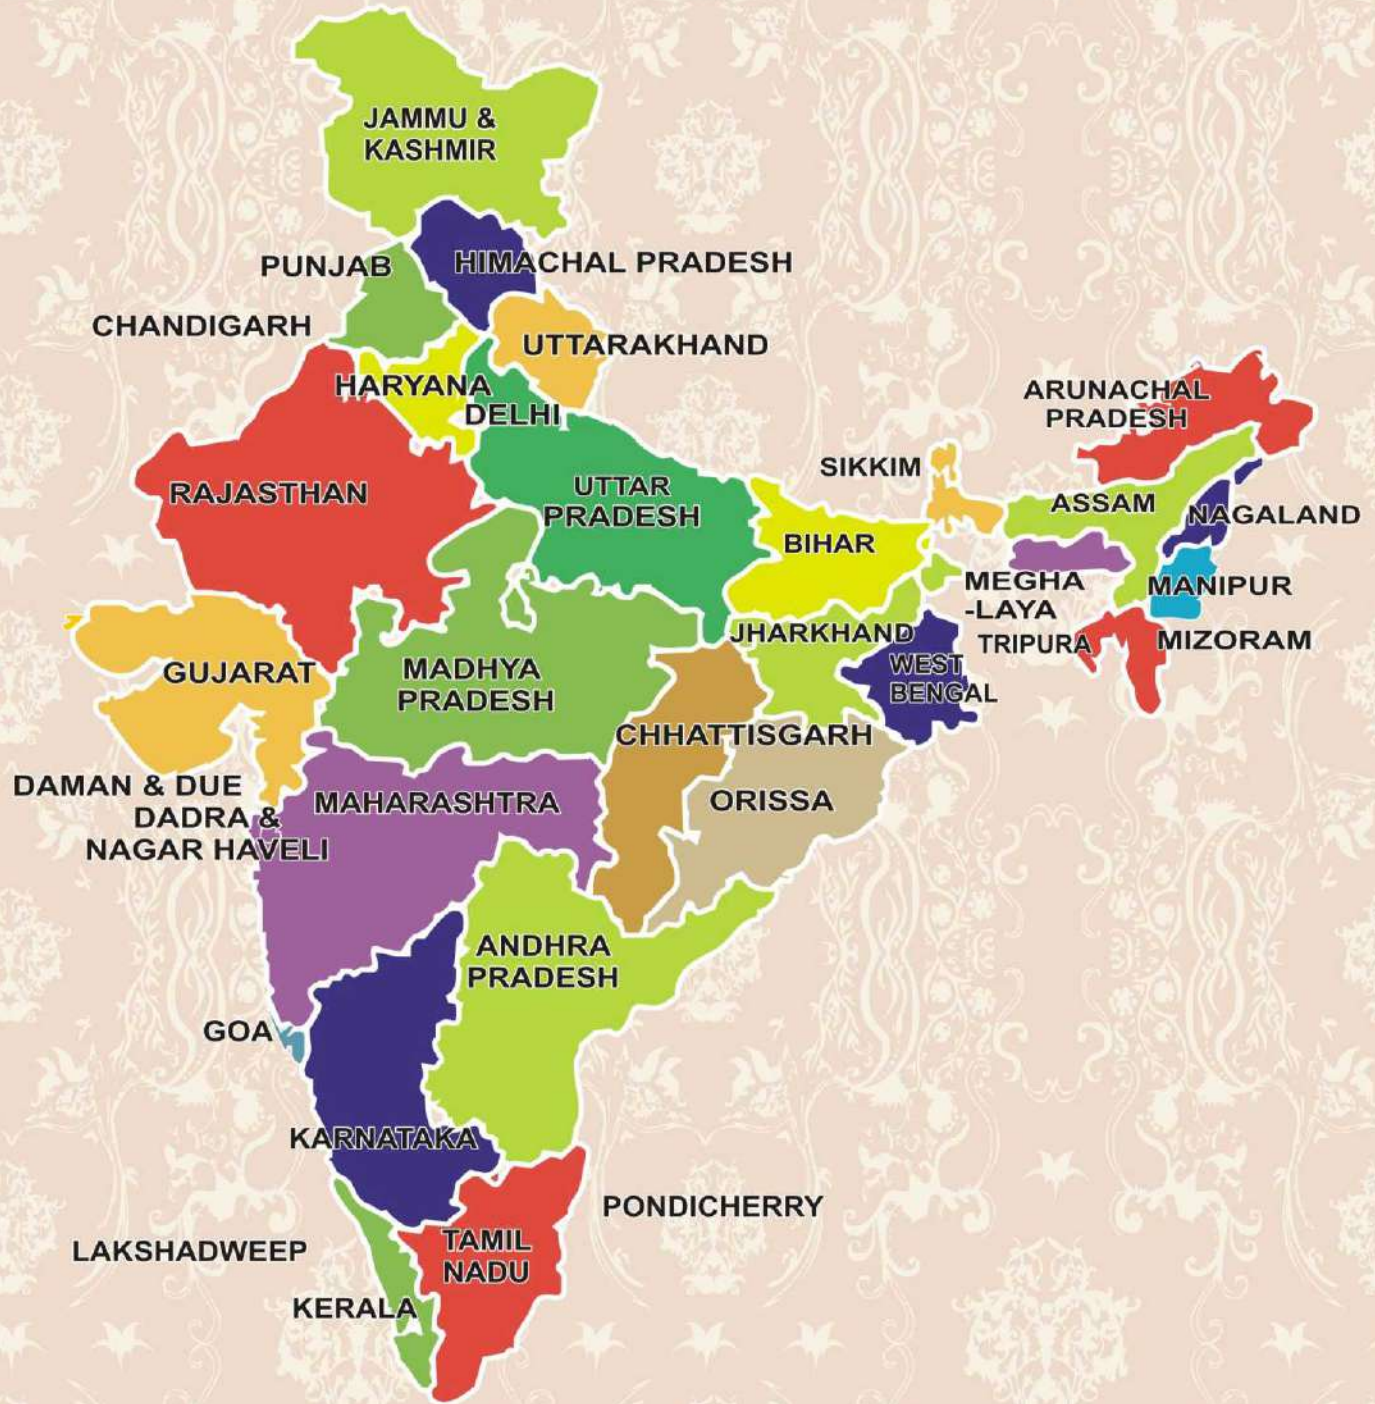 JAMMU &
KASHMIR
PUNJAB
HIMACHAL PRADESH
CHANDIGARH
UTTARAKHAND
HARYANA
DELHI
ARUNACHAL
PRADESH
SIKKIM
RAJASTHAN
UTTAR
PRADESH
ASSAM
NAGALAND
BIHAR
MEGHA
-LAYA
MANIPUR
JHARKHAND
TRIPURA
MIZORAM
GUJARAT
MADHYA
PRADESH
WEST
BENGAL
CHHATTISGARH
DAMAN & DUE
DADRA &
NAGAR HAVELI
MAHARASHTRA
ORISSA
ANDHRA
PRADESH
GOA
KARNATAKA
PONDICHERRY
LAKSHADWEEP
TAMIL
NADU
KERALA